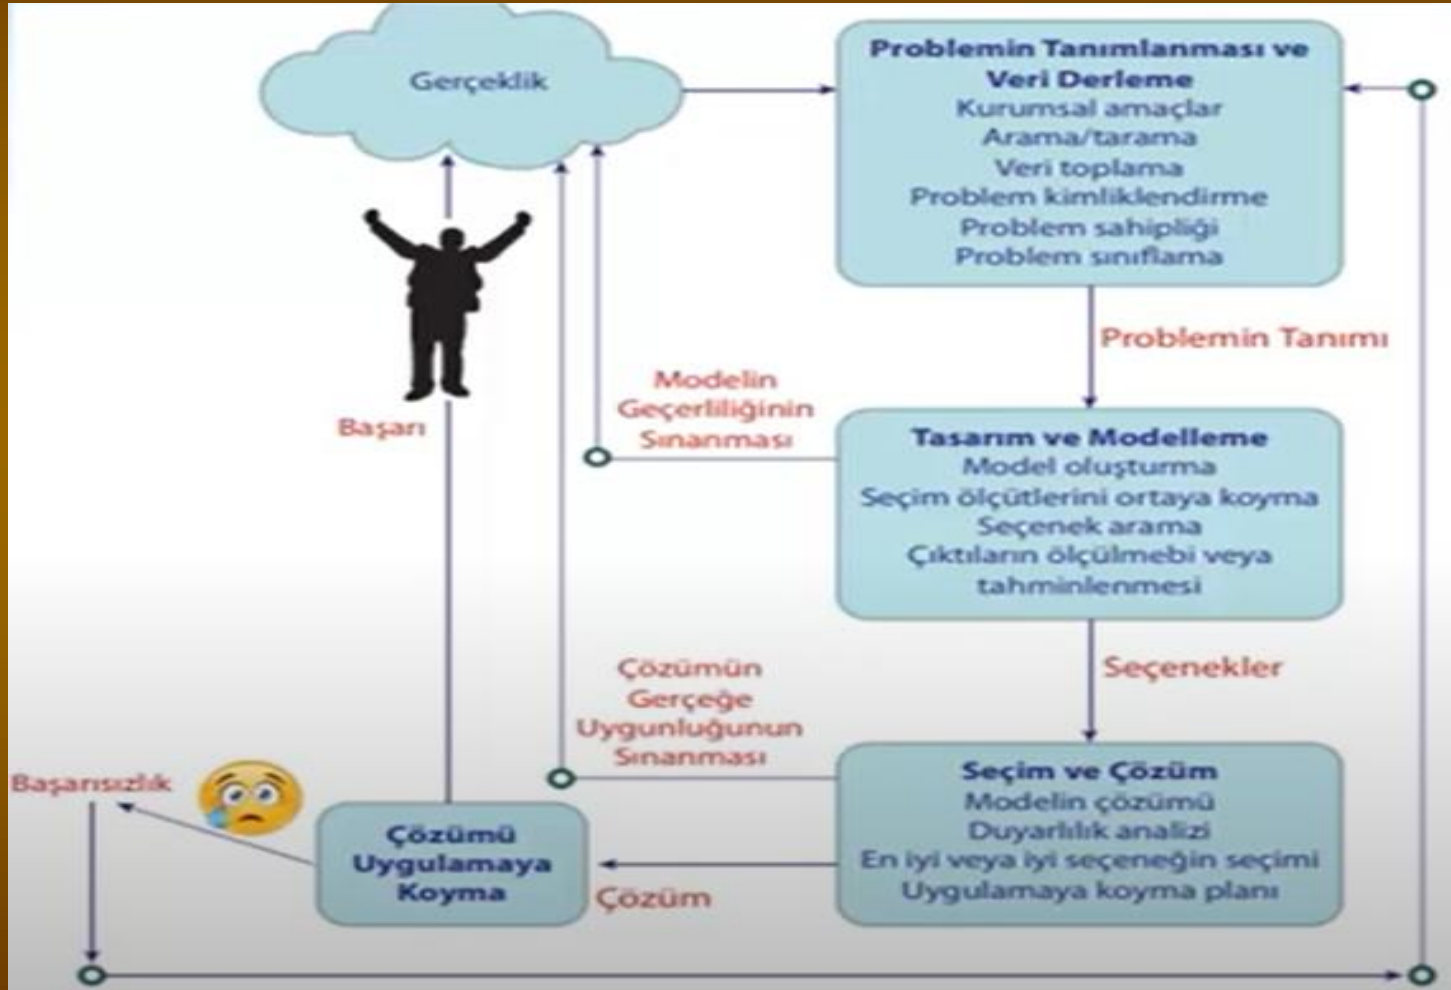 Gerçeklik
Problemin Tanımlanması ve
Veri Derleme
Kurumsal amaçlar
Arama/tarama
Veri toplama
Problem kimliklendirme
Problem sahipliği
Problem sınıflama
Problemin Tanımı
Modelin
Geçerliliğinin
Sınanması
Başarı
Tasarım ve Modelleme
Model oluşturma
Seçim ölçütlerini ortaya koyma
Seçenek arama
Çıktıların ölçülmebi veya
tahminlenmesi
Seçenekler
Çözümün
Gerçeğe
Uygunluğunun
Sınanması
Seçim ve Çözüm
Modelin çözümü
Duyarlılık analizi
En iyi veya iyi seçeneğin seçimi
Uygulamaya koyma planı
Çözüm
Çözümü
Uygulamaya
Koyma
Başarısızlık